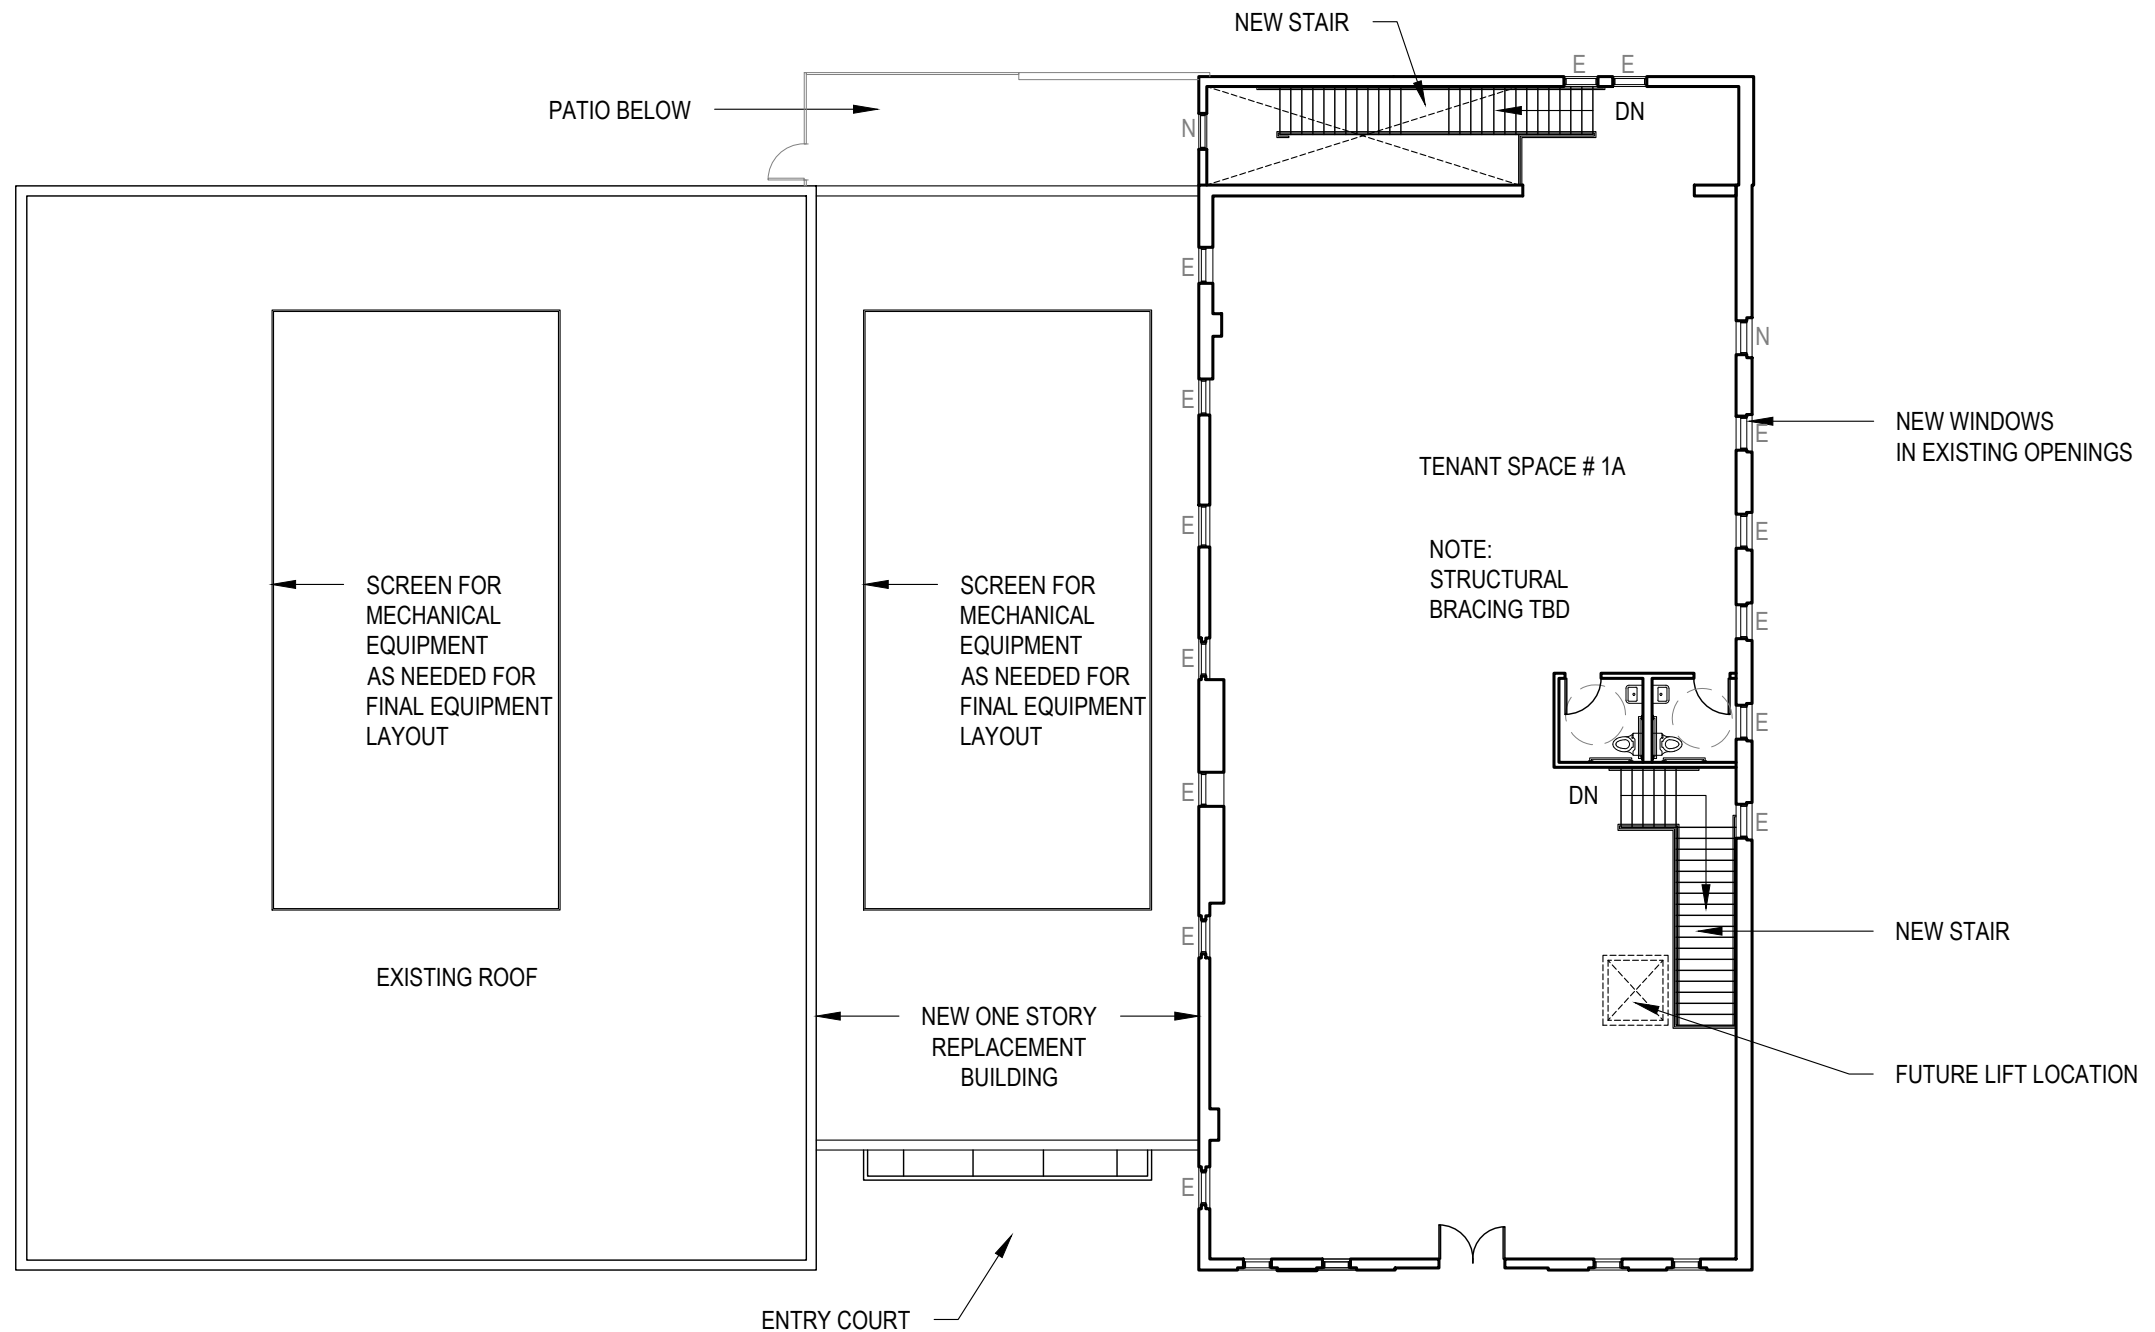 NEW STAIR
E E
PATIO BELOW
DN
N
E
N
E
NEW WINDOWS
IN EXISTING OPENINGS
E
TENANT SPACE # 1A
E
E
NOTE:
STRUCTURAL
BRACING TBD
SCREEN FOR
MECHANICAL
EQUIPMENT
AS NEEDED FOR
FINAL EQUIPMENT
LAYOUT
SCREEN FOR
MECHANICAL
EQUIPMENT
AS NEEDED FOR
FINAL EQUIPMENT
LAYOUT
E
E
E
E
DN
E
E
NEW STAIR
EXISTING ROOF
NEW ONE STORY
REPLACEMENT
BUILDING
FUTURE LIFT LOCATION
E
ENTRY COURT